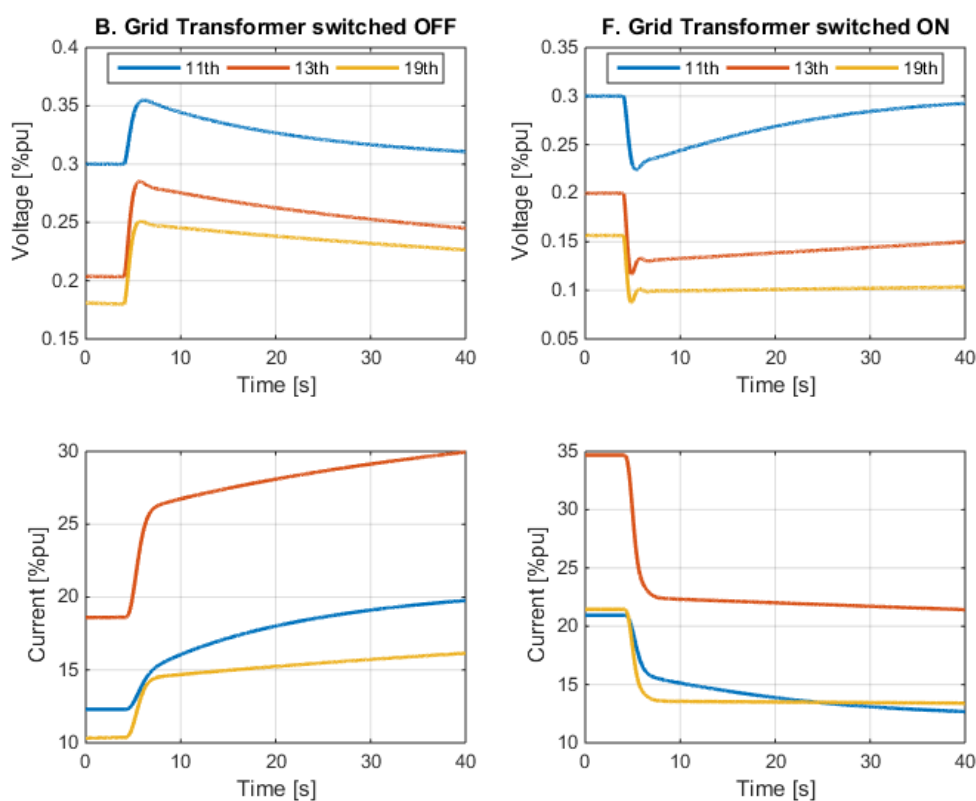 B. Grid Transformer switched OFF
0.4
11th 13th 19th
0.35
0.3
0.25
0.2
0.15
Voltage [%pu]
0 10 20 30 40
Time [s]
F. Grid Transformer switched ON
0.35
11th 13th 19th
0.3
0.25
0.2
0.15
0.1
0.05
Voltage [%pu]
0 10 20 30 40
Time [s]
30
25
20
15
10
Current [%pu]
0 10 20 30 40
Time [s]
35
30
25
20
15
10
Current [%pu]
0 10 20 30 40
Time [s]